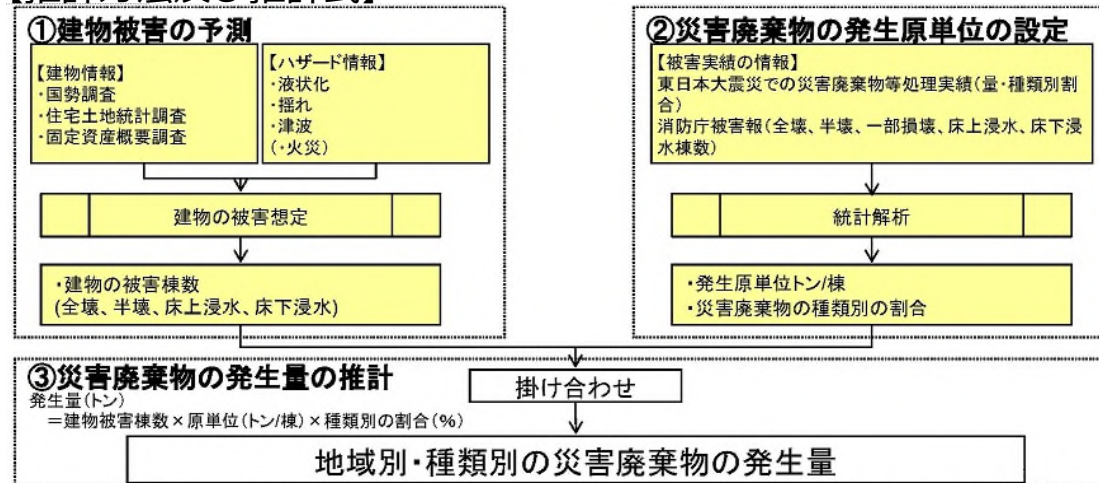 【推計方法及び推計式】
①建物被害の予測
【建物情報】
・国勢調査
・住宅土地統計調査
・固定資産概要調査
【ハザード情報】
・液状化
・揺れ
・津波
(・火災)
建物の被害想定
・建物の被害棟数
(全壊、半壊、床上浸水、床下浸水)
②災害廃棄物の発生原単位の設定
【被害実績の情報】
東日本大震災での災害廃棄物等処理実績(量・種類別割
合)
消防庁被害報(全壊、半壊、一部損壊、床上浸水、床下浸
水棟数)
統計解析
・発生原単位トン/棟
・災害廃棄物の種類別の割合
③災害廃棄物の発生量の推計
発生量(トン)
＝建物被害棟数×原単位(トン/棟)×種類別の割合(%)
掛け合わせ
地域別・種類別の災害廃棄物の発生量